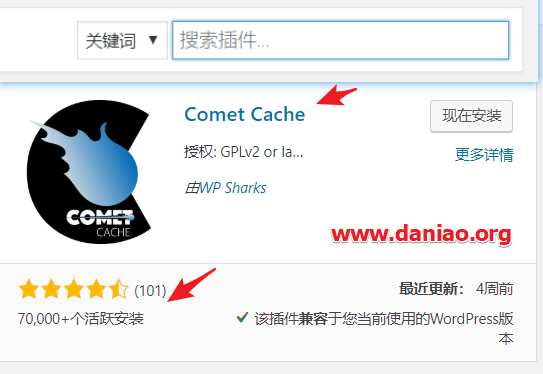 关键词 ▼ 搜索插件...
Comet Cache
现在安装
授权: GPLv2 or la...
更多详情
由WP Sharks
COMET
CACHE
www.daniao.org
(101)
最近更新： 4周前
70,000+个活跃安装
该插件兼容于您当前使用的WordPress版
本